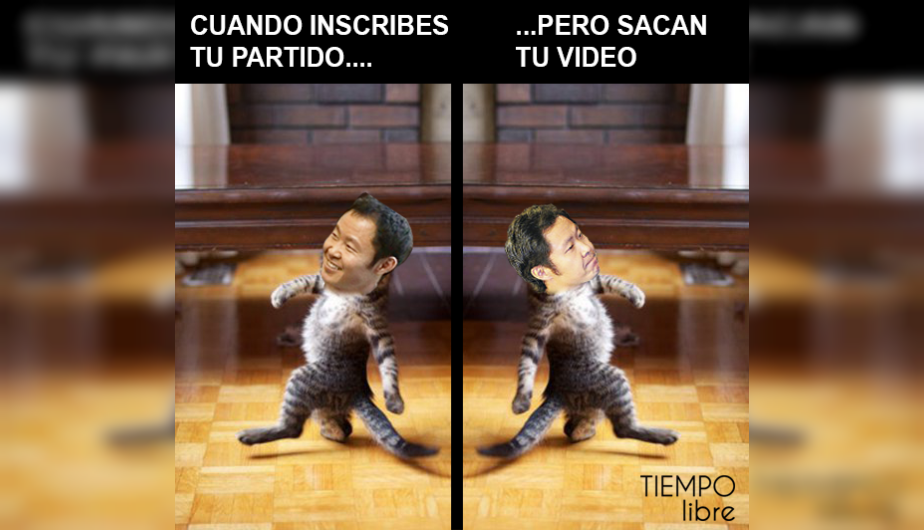 CUANDO INSCRIBES
TU PARTIDO....
...PERO SACAN
TU VIDEO
TIEMPO
libre